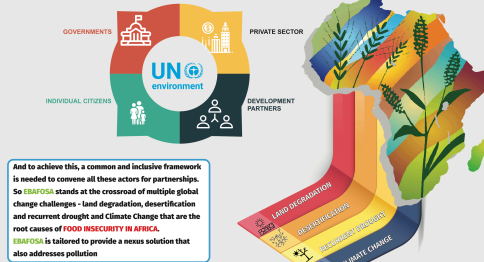 GOVERNMENTS
PRIVATE SECTOR
UN
environment
INDIVIDUAL CITIZENS
DEVELOPMENT
PARTNERS
And to achieve this, a common and inclusive framework
is needed to convene all these actors for partnerships.
So EBAFOSA stands at the crossroad of multiple global
change challenges - land degradation, desertification
and recurrent drought and Climate Change that are the
root causes of FOOD INSECURITY IN AFRICA.
EBAFOSA is tailored to provide a nexus solution that
also addresses pollution
LAND DEGRADATION
DESERTIFICATION
RECURRENT DROUGHT
CLIMATE CHANGE